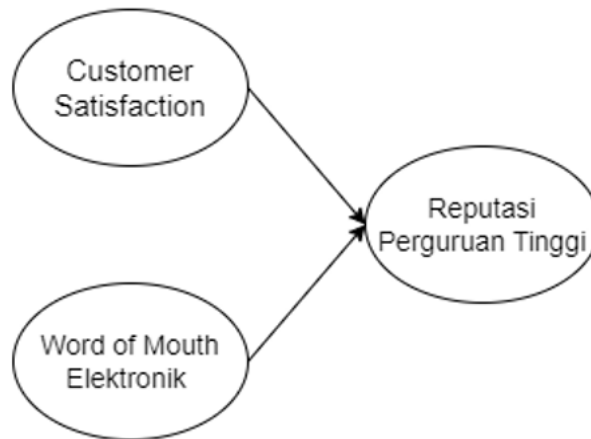 Customer
Satisfaction
Reputasi
Perguruan Tinggi
Word of Mouth
Elektronik